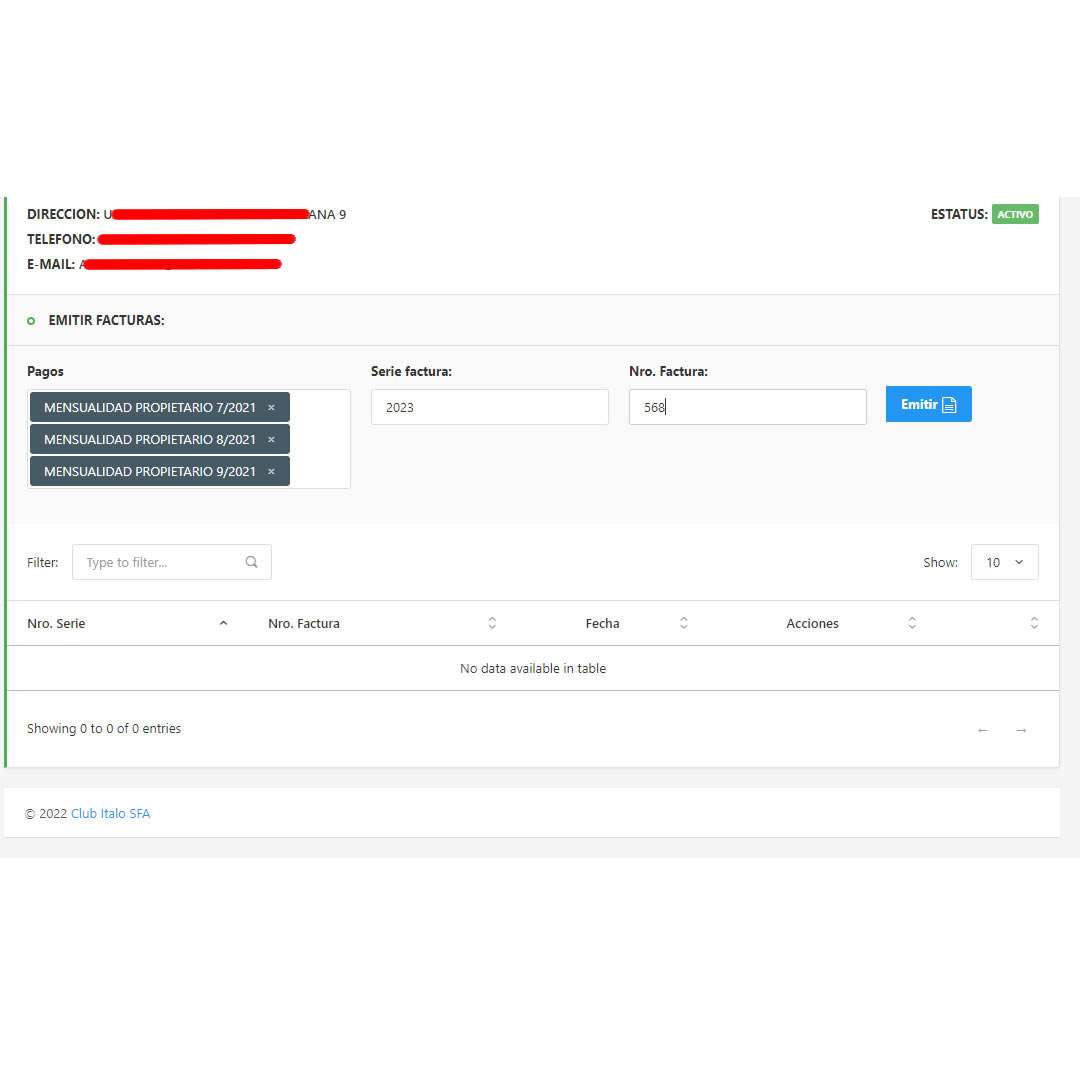 DIRECCION: ANA 9
ESTATUS: ACTIVO
TELEFONO:
E-MAIL:
EMITIR FACTURAS:
Pagos Serie factura: Nro. Factura:
MENSUALIDAD PROPIETARIO 7/2021 × 2023 568 Emitir
MENSUALIDAD PROPIETARIO 8/2021 ×
MENSUALIDAD PROPIETARIO 9/2021 ×
Filter: Type to filter... Show: 10
Nro. Serie Nro. Factura Fecha Acciones
No data available in table
Showing 0 to 0 of 0 entries ← →
© 2022 Club Italo SFA